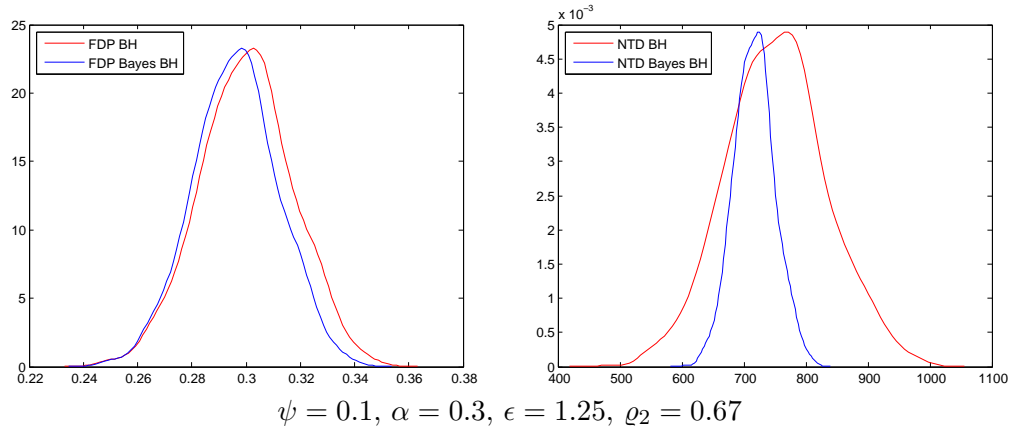 FDP BH
FDP Bayes BH
25
20
15
10
5
0
0.22 0.24 0.26 0.28 0.3 0.32 0.34 0.36 0.38
x 10⁻³
NTD BH
NTD Bayes BH
5
4.5
4
3.5
3
2.5
2
1.5
1
0.5
0
400 500 600 700 800 900 1000 1100
ψ = 0.1, α = 0.3, ϵ = 1.25, ϱ₂ = 0.67